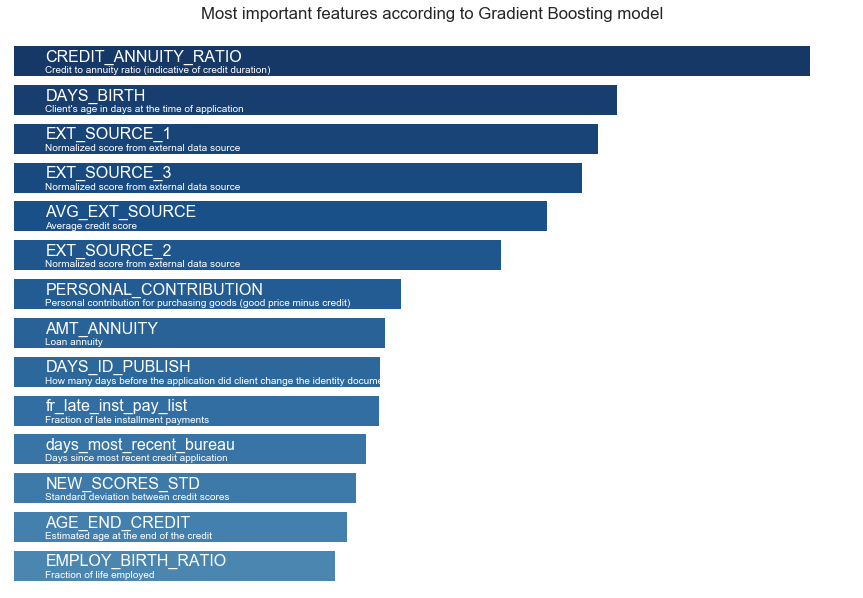 Most important features according to Gradient Boosting model
CREDIT_ANNUITY_RATIO
Credit to annuity ratio (indicative of credit duration)
DAYS_BIRTH
Client's age in days at the time of application
EXT_SOURCE_1
Normalized score from external data source
EXT_SOURCE_3
Normalized score from external data source
AVG_EXT_SOURCE
Average credit score
EXT_SOURCE_2
Normalized score from external data source
PERSONAL_CONTRIBUTION
Personal contribution for purchasing goods (good price minus credit)
AMT_ANNUITY
Loan annuity
DAYS_ID_PUBLISH
How many days before the application did client change the identity docume
fr_late_inst_pay_list
Fraction of late installment payments
days_most_recent_bureau
Days since most recent credit application
NEW_SCORES_STD
Standard deviation between credit scores
AGE_END_CREDIT
Estimated age at the end of the credit
EMPLOY_BIRTH_RATIO
Fraction of life employed